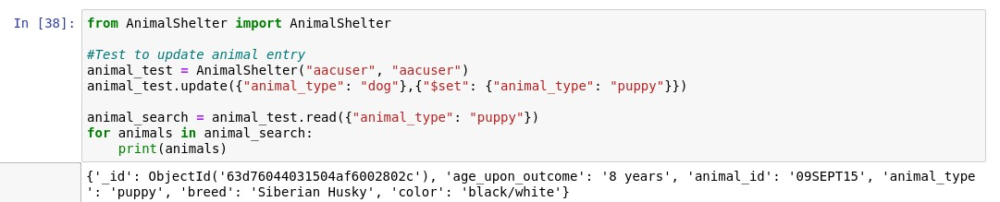 In [38]: from AnimalShelter import AnimalShelter
#Test to update animal entry
animal_test = AnimalShelter("aacuser", "aacuser")
animal_test.update({"animal_type": "dog"},{"$set": {"animal_type": "puppy"}})
animal_search = animal_test.read({"animal_type": "puppy"})
for animals in animal_search:
    print(animals)
{'_id': ObjectId('63d76044031504af6002802c'), 'age_upon_outcome': '8 years', 'animal_id': '09SEPT15', 'animal_type
': 'puppy', 'breed': 'Siberian Husky', 'color': 'black/white'}